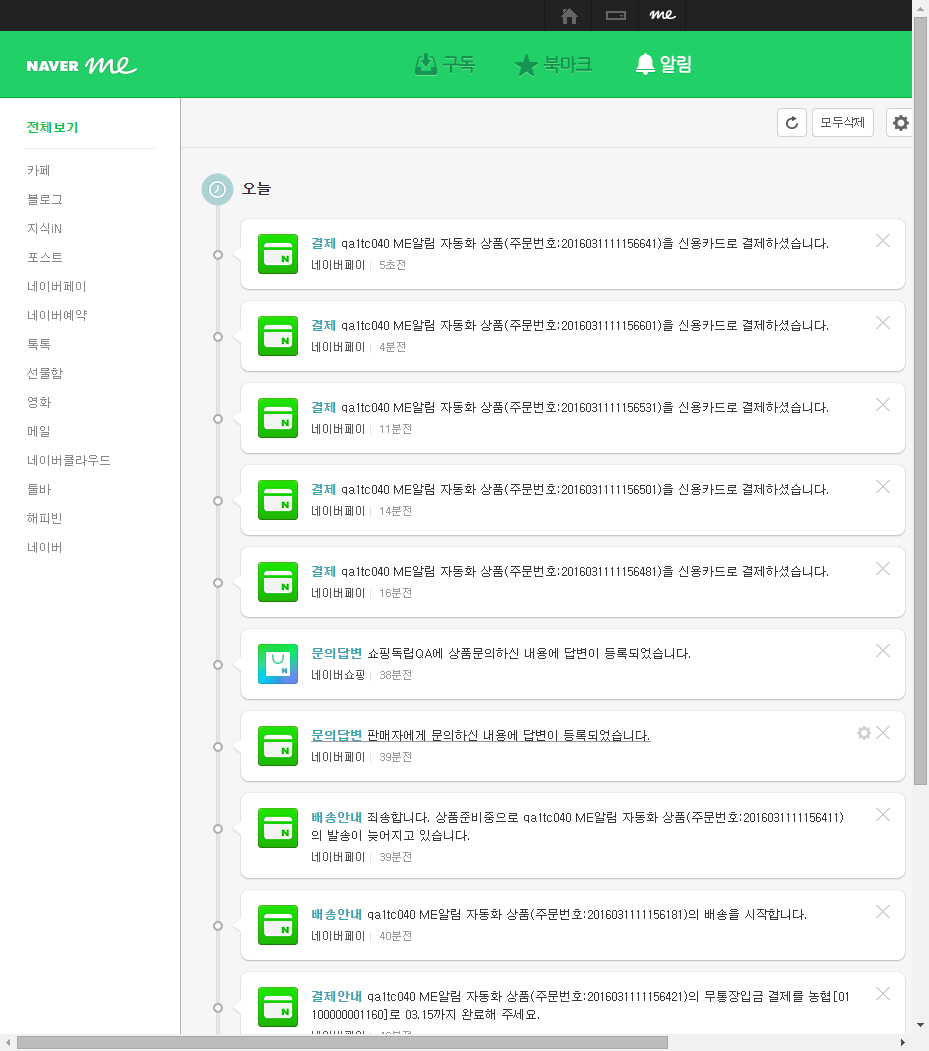 me
NAVER me
구독
북마크
알림
전체보기
카페
블로그
지식iN
포스트
네이버페이
네이버예약
톡톡
선물함
영화
메일
네이버클라우드
툴바
해피빈
네이버
모두삭제
오늘
결제 qa1tc040 ME알림 자동화 상품(주문번호:2016031111156641)을 신용카드로 결제하셨습니다.
네이버페이 | 5초전
결제 qa1tc040 ME알림 자동화 상품(주문번호:2016031111156601)을 신용카드로 결제하셨습니다.
네이버페이 | 4분전
결제 qa1tc040 ME알림 자동화 상품(주문번호:2016031111156531)을 신용카드로 결제하셨습니다.
네이버페이 | 11분전
결제 qa1tc040 ME알림 자동화 상품(주문번호:2016031111156501)을 신용카드로 결제하셨습니다.
네이버페이 | 14분전
결제 qa1tc040 ME알림 자동화 상품(주문번호:2016031111156481)을 신용카드로 결제하셨습니다.
네이버페이 | 16분전
문의답변 쇼핑독립QA에 상품문의하신 내용에 답변이 등록되었습니다.
네이버쇼핑 | 38분전
문의답변 판매자에게 문의하신 내용에 답변이 등록되었습니다.
네이버페이 | 39분전
배송안내 죄송합니다. 상품준비중으로 qa1tc040 ME알림 자동화 상품(주문번호:2016031111156411)
의 발송이 늦어지고 있습니다.
네이버페이 | 39분전
배송안내 qa1tc040 ME알림 자동화 상품(주문번호:2016031111156181)의 배송을 시작합니다.
네이버페이 | 40분전
결제안내 qa1tc040 ME알림 자동화 상품(주문번호:2016031111156421)의 무통장입금 결제를 농협[01
100000001160]로 03.15까지 완료해 주세요.